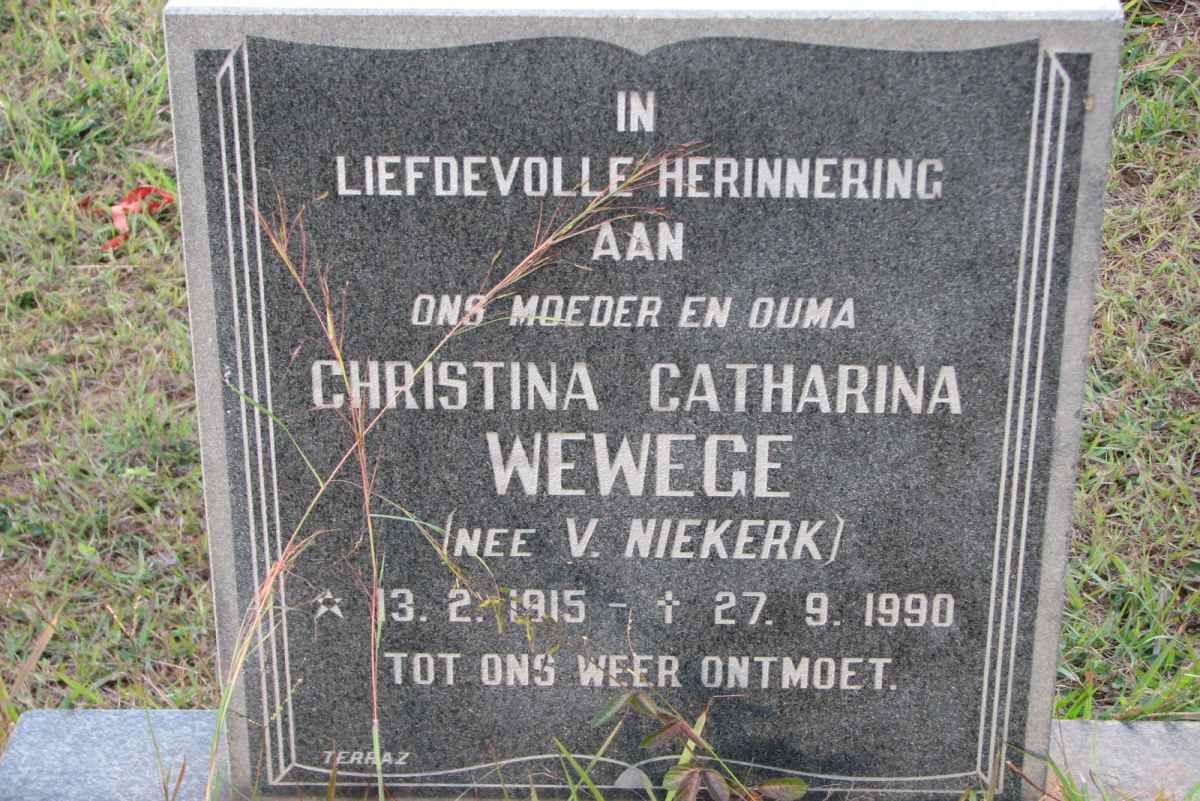 IN
LIEFDEVOLLE HERINNERING
AAN
ONS MOEDER EN OUMA
CHRISTINA CATHARINA
WEWEGE
(NEE V. NIEKERK)
* 13. 2. 1915 - † 27. 9. 1990
TOT ONS WEER ONTMOET.
TERRAZ